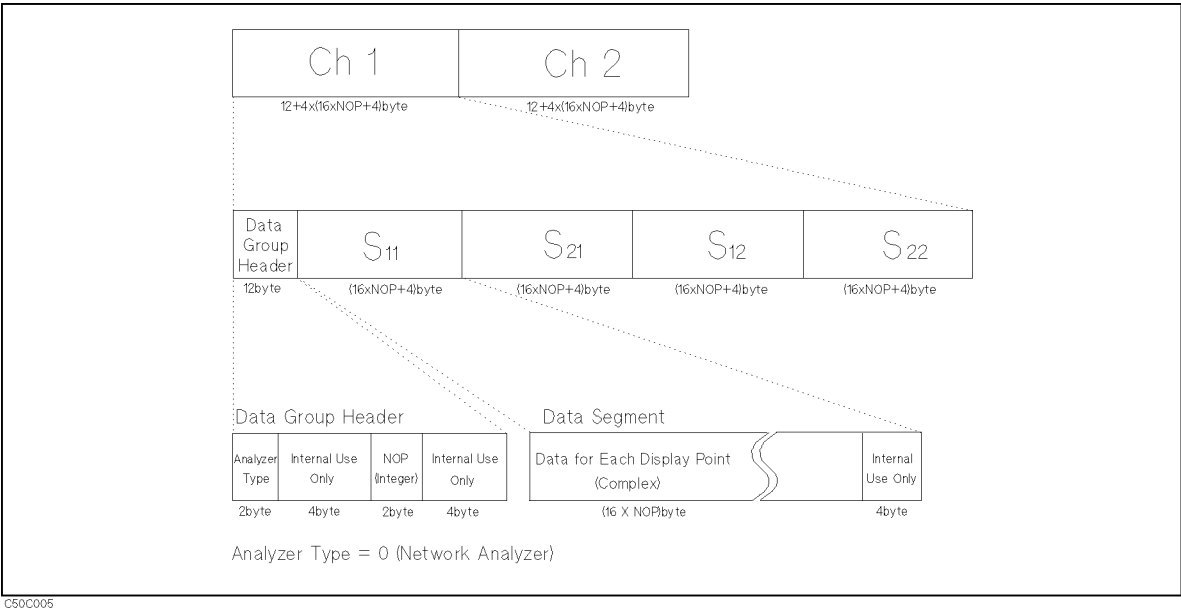 Ch 1
Ch 2
12+4x(16xNOP+4)byte
12+4x(16xNOP+4)byte
Data
Group
Header
S11
S21
S12
S22
12byte
(16xNOP+4)byte
(16xNOP+4)byte
(16xNOP+4)byte
(16xNOP+4)byte
Data Group Header
Data Segment
Analyzer
Type
Internal Use
Only
NOP
(Integer)
Internal Use
Only
Data for Each Display Point
(Complex)
Internal
Use Only
2byte
4byte
2byte
4byte
(16 X NOP)byte
4byte
Analyzer Type = 0 (Network Analyzer)
C50C005